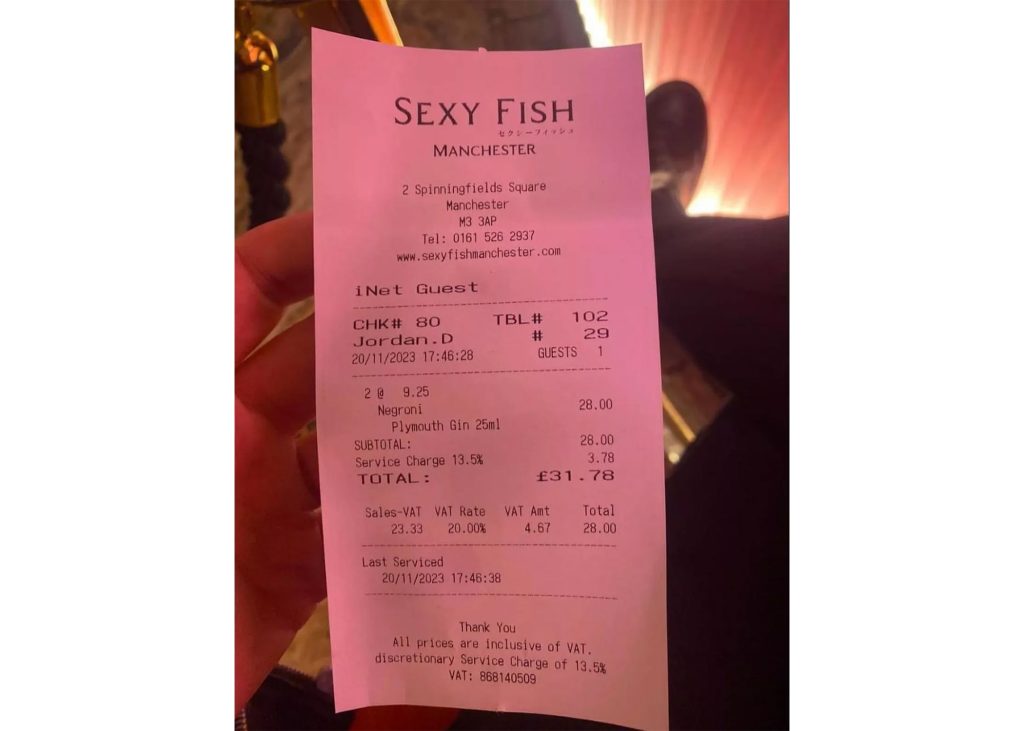 SEXY FISH
セクシーフィッシュ
MANCHESTER
2 Spinningfields Square
Manchester
M3 3AP
Tel: 0161 526 2937
www.sexyfishmanchester.com
iNet Guest
CHK# 80 TBL# 102
Jordan.D # 29
20/11/2023 17:46:28 GUESTS 1
2 @ 9.25
Negroni 28.00
Plymouth Gin 25ml
SUBTOTAL: 28.00
Service Charge 13.5% 3.78
TOTAL: £31.78
Sales-VAT VAT Rate VAT Amt Total
23.33 20.00% 4.67 28.00
Last Serviced
20/11/2023 17:46:38
Thank You
All prices are inclusive of VAT.
discretionary Service Charge of 13.5%
VAT: 868140509